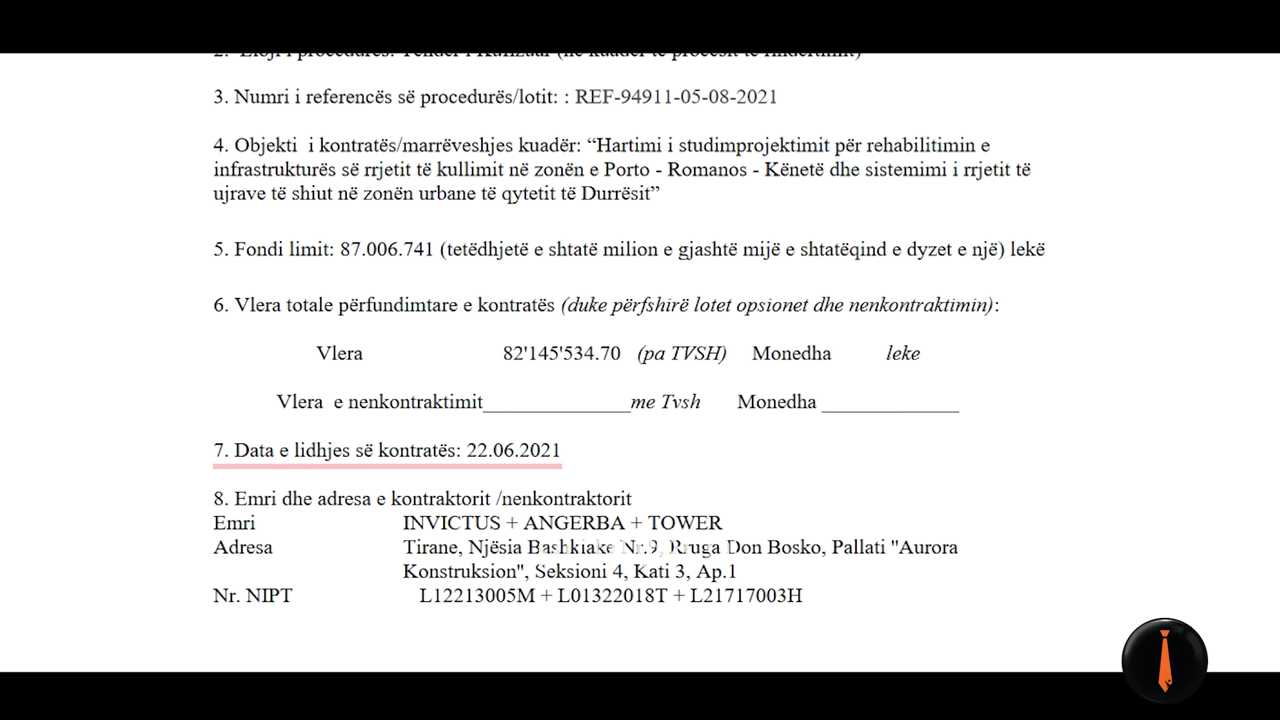 3. Numri i referencës së procedurës/lotit: : REF-94911-05-08-2021
4. Objekti i kontratës/marrëveshjes kuadër: “Hartimi i studimprojektimit për rehabilitimin e
infrastrukturës së rrjetit të kullimit në zonën e Porto - Romanos - Kënetë dhe sistemimi i rrjetit të
ujrave të shiut në zonën urbane të qytetit të Durrësit”
5. Fondi limit: 87.006.741 (tetëdhjetë e shtatë milion e gjashtë mijë e shtatëqind e dyzet e një) lekë
6. Vlera totale përfundimtare e kontratës (duke përfshirë lotet opsionet dhe nenkontraktimin):
Vlera 82'145'534.70 (pa TVSH) Monedha leke
Vlera e nenkontraktimit______________me Tvsh Monedha _____________
7. Data e lidhjes së kontratës: 22.06.2021
8. Emri dhe adresa e kontraktorit /nenkontraktorit
Emri INVICTUS + ANGERBA + TOWER
Adresa Tirane, Njësia Bashkiake Nr.9, Rruga Don Bosko, Pallati "Aurora
Konstruksion", Seksioni 4, Kati 3, Ap.1
Nr. NIPT L12213005M + L01322018T + L21717003H